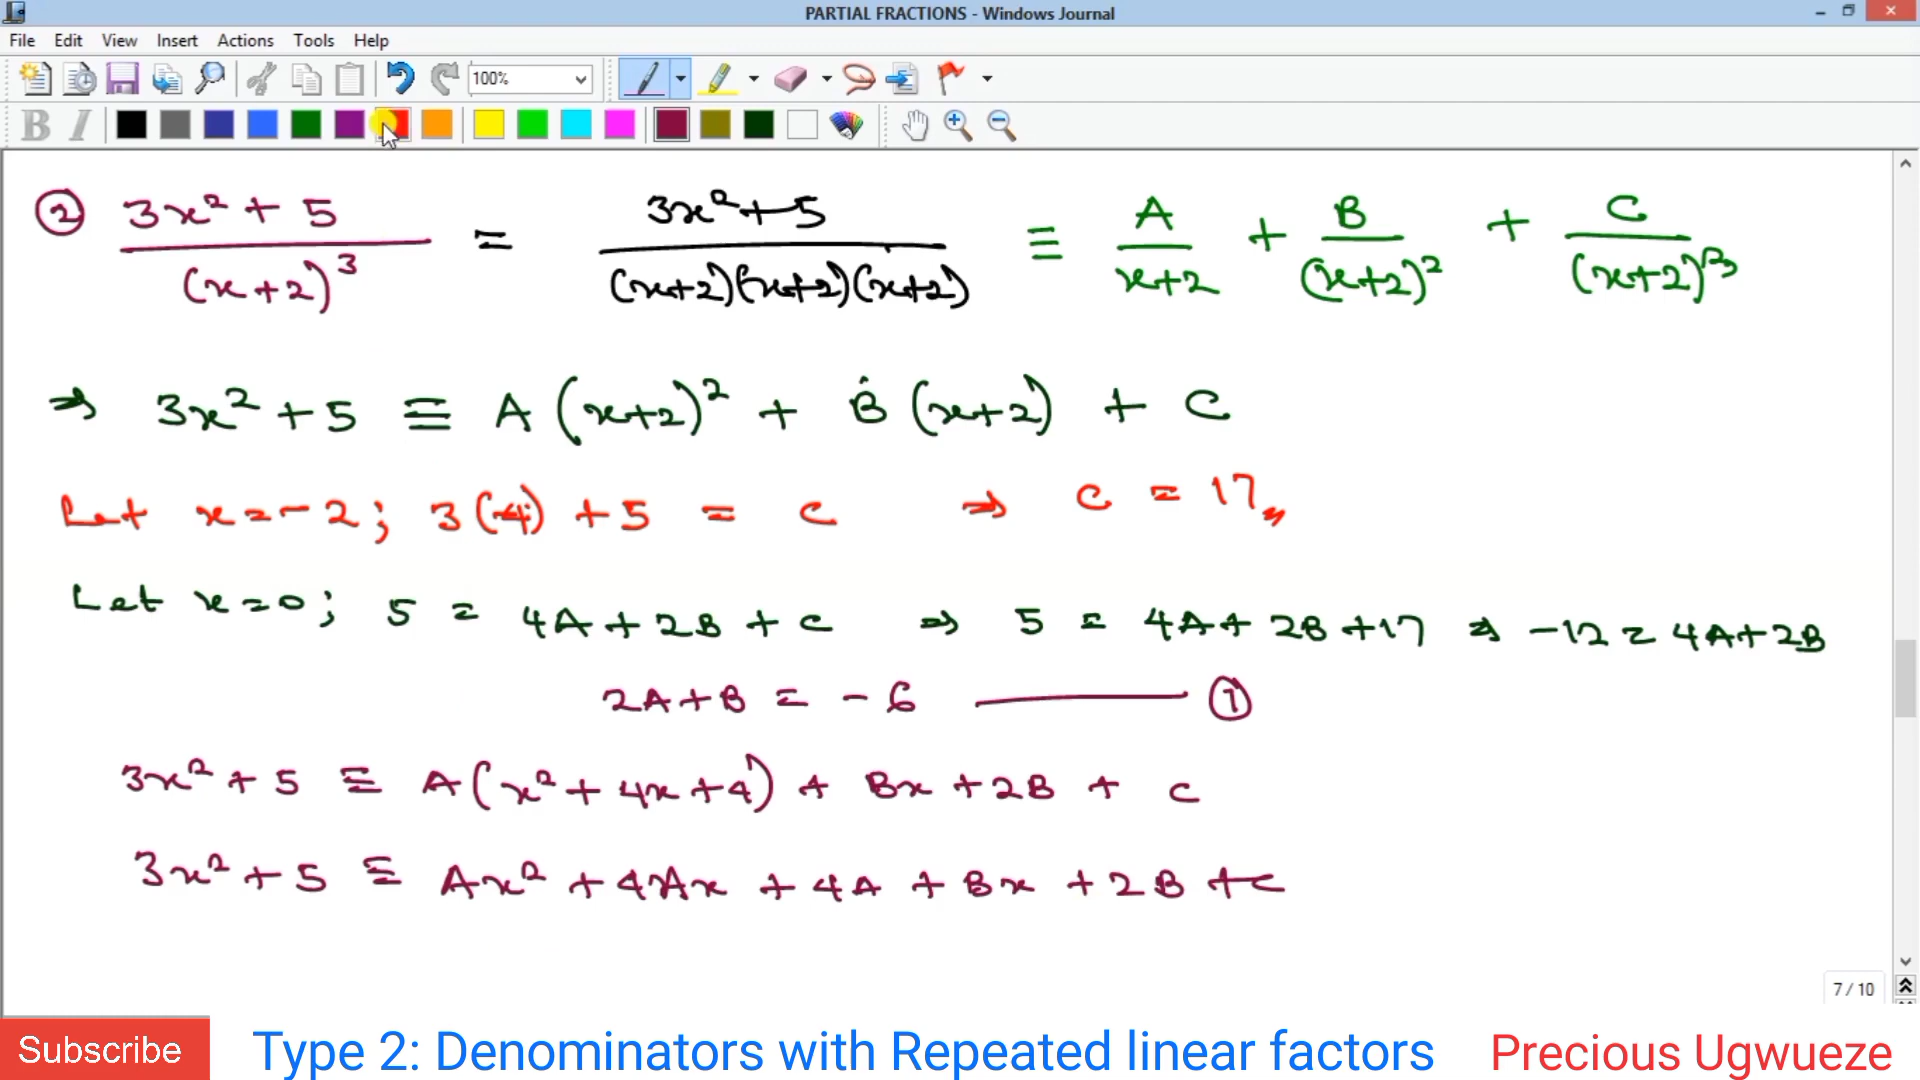 PARTIAL FRACTIONS - Windows Journal
File Edit View Insert Actions Tools Help
100%
B I
② (3x² + 5)/(x+2)³ = (3x²+5)/((x+2)(x+2)(x+2)) ≡ A/(x+2) + B/(x+2)² + C/(x+2)³
⇒ 3x² + 5 ≡ A(x+2)² + B(x+2) + C
Let x = -2; 3(4) + 5 = C ⇒ C = 17
Let x = 0; 5 = 4A + 2B + C ⇒ 5 = 4A + 2B + 17 ⇒ -12 = 4A + 2B
2A + B = -6 ——— ①
3x² + 5 ≡ A(x² + 4x + 4) + Bx + 2B + C
3x² + 5 ≡ Ax² + 4Ax + 4A + Bx + 2B + C
7 / 10
Subscribe Type 2: Denominators with Repeated linear factors Precious Ugwueze